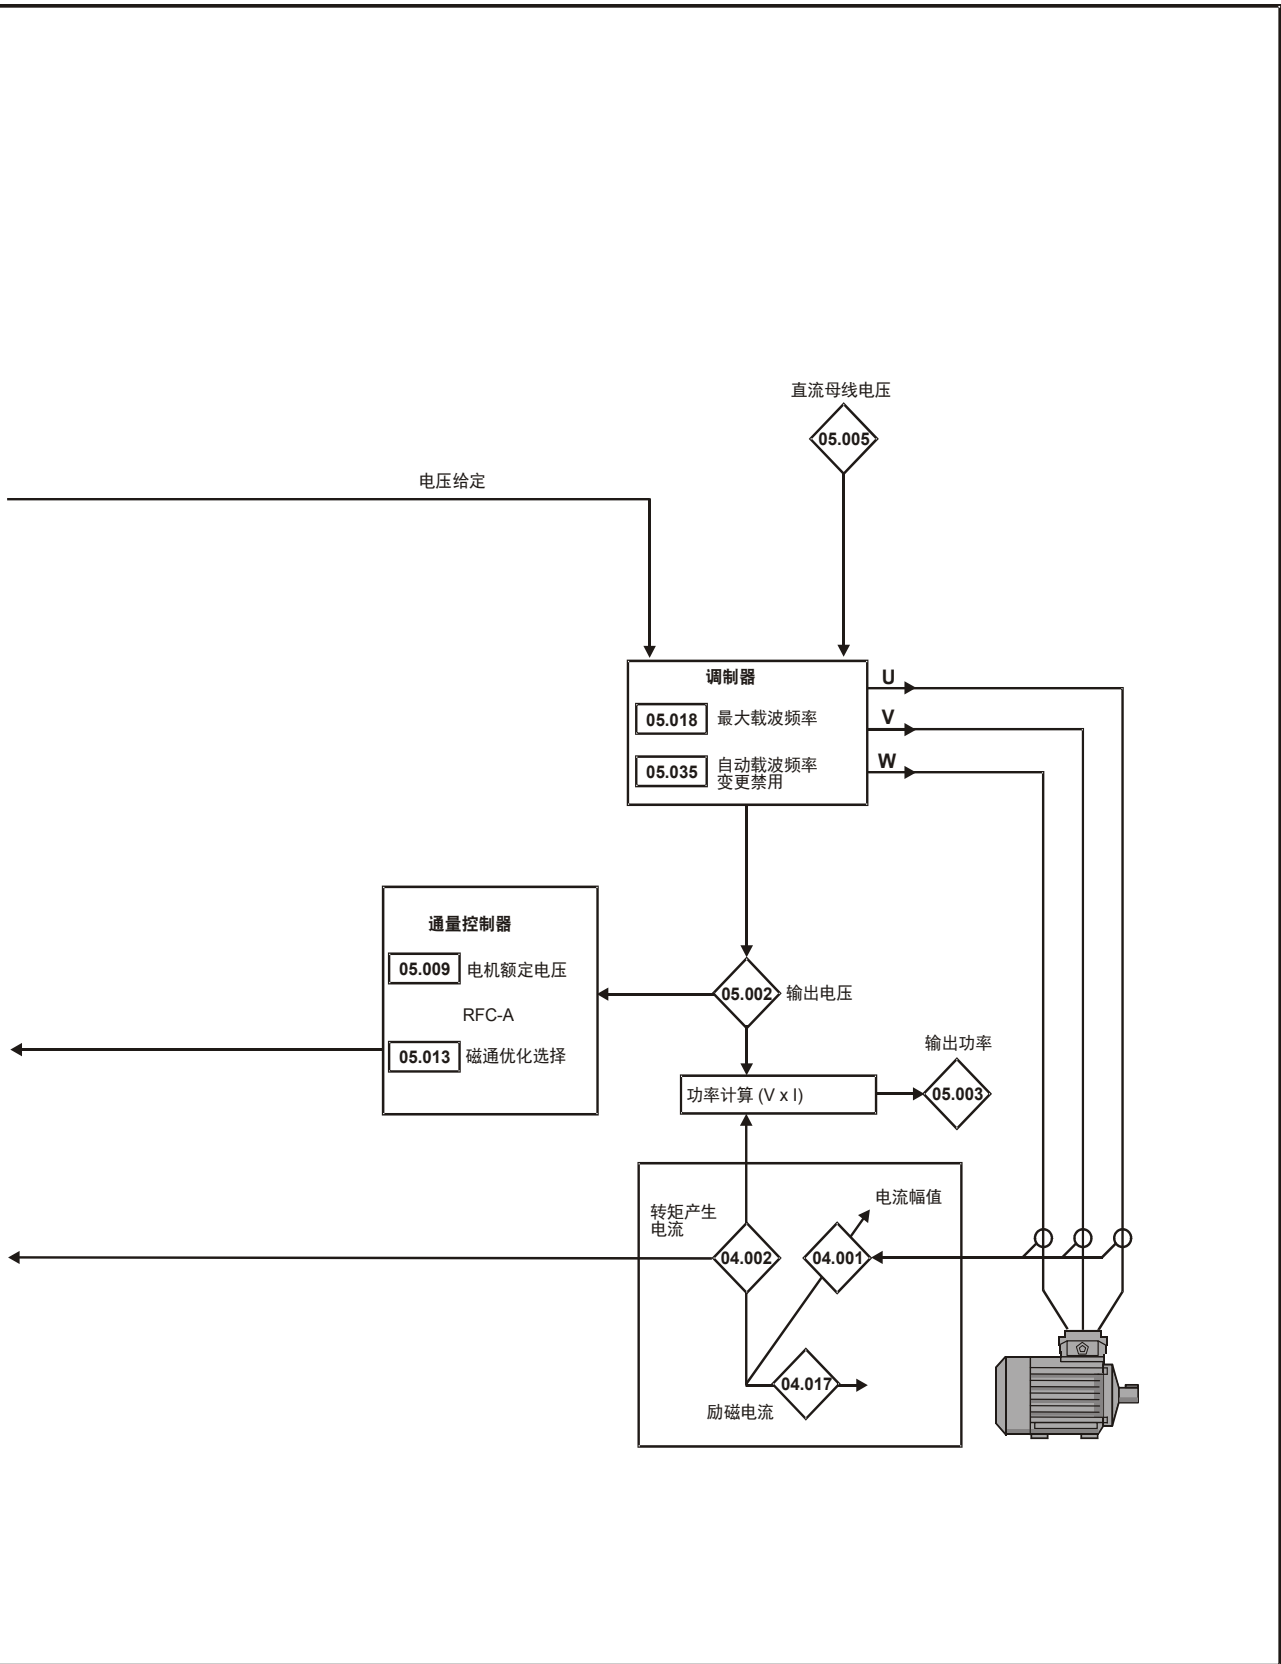 直流母线电压
05.005
电压给定
调制器
U
05.018 最大载波频率
V
05.035 自动载波频率
变更禁用
W
通量控制器
05.009 电机额定电压
05.002 输出电压
RFC-A
05.013 磁通优化选择
输出功率
功率计算 (V x I)
05.003
电流幅值
转矩产生
电流
04.002
04.001
04.017
励磁电流